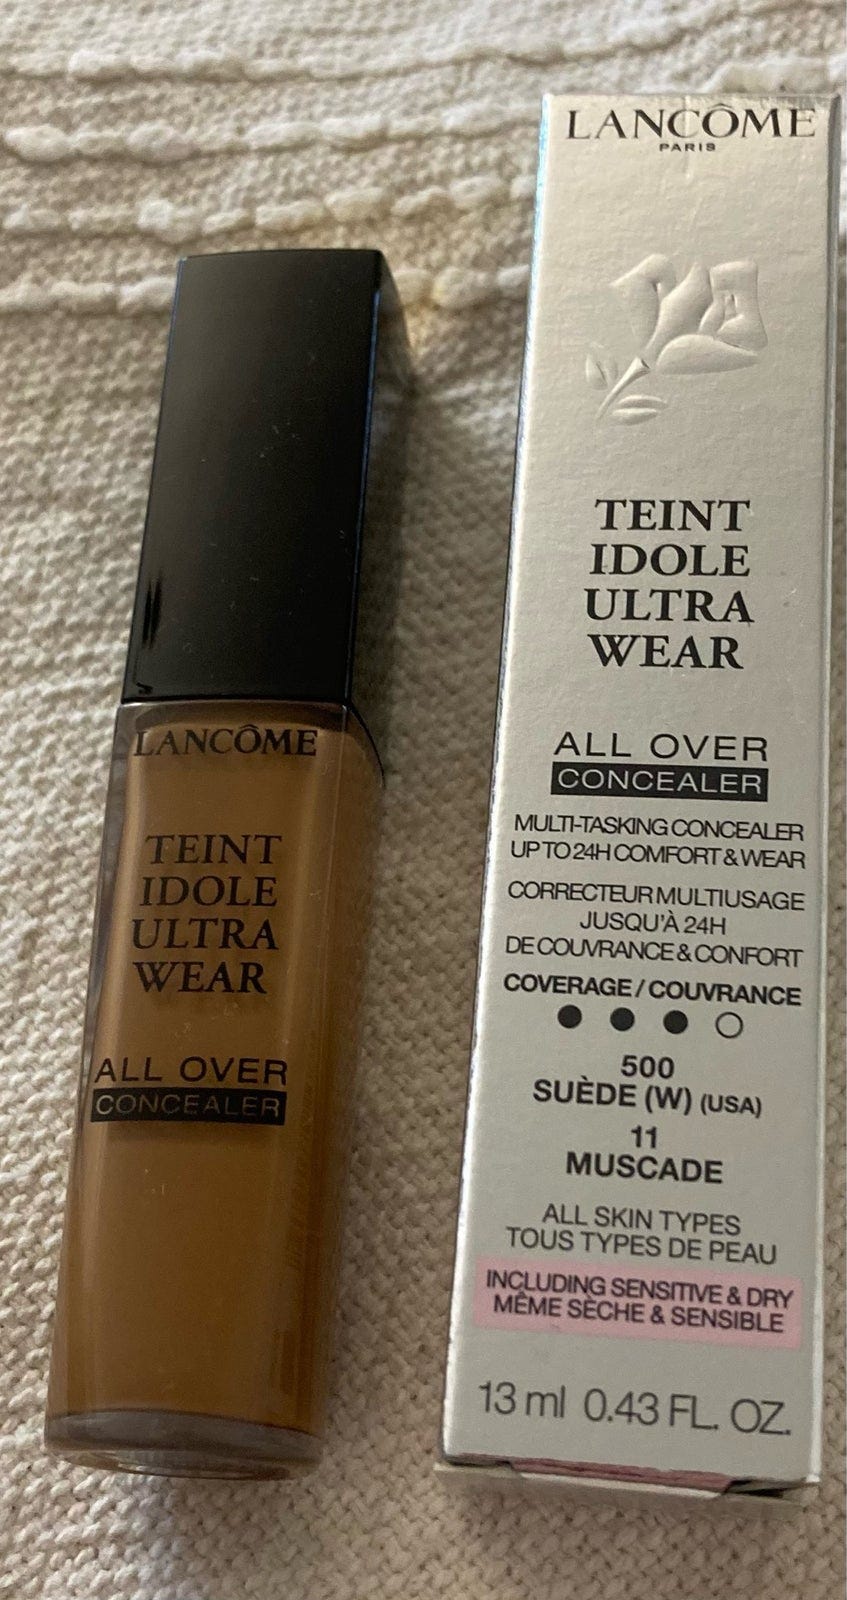 LANCÔME
TEINT
IDOLE
ULTRA
WEAR
ALL OVER
CONCEALER
LANCÔME
PARIS
TEINT
IDOLE
ULTRA
WEAR
ALL OVER
CONCEALER
MULTI-TASKING CONCEALER
UP TO 24H COMFORT & WEAR
CORRECTEUR MULTIUSAGE
JUSQU'À 24H
DE COUVRANCE & CONFORT
COVERAGE / COUVRANCE
500
SUÈDE (W) (USA)
11
MUSCADE
ALL SKIN TYPES
TOUS TYPES DE PEAU
INCLUDING SENSITIVE & DRY
MÊME SÈCHE & SENSIBLE
13 ml 0.43 FL. OZ.